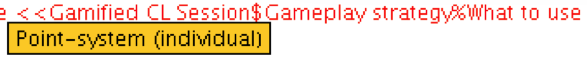 e <<Gamified CL Session$Gameplay strategy%What to use
Point-system (individual)